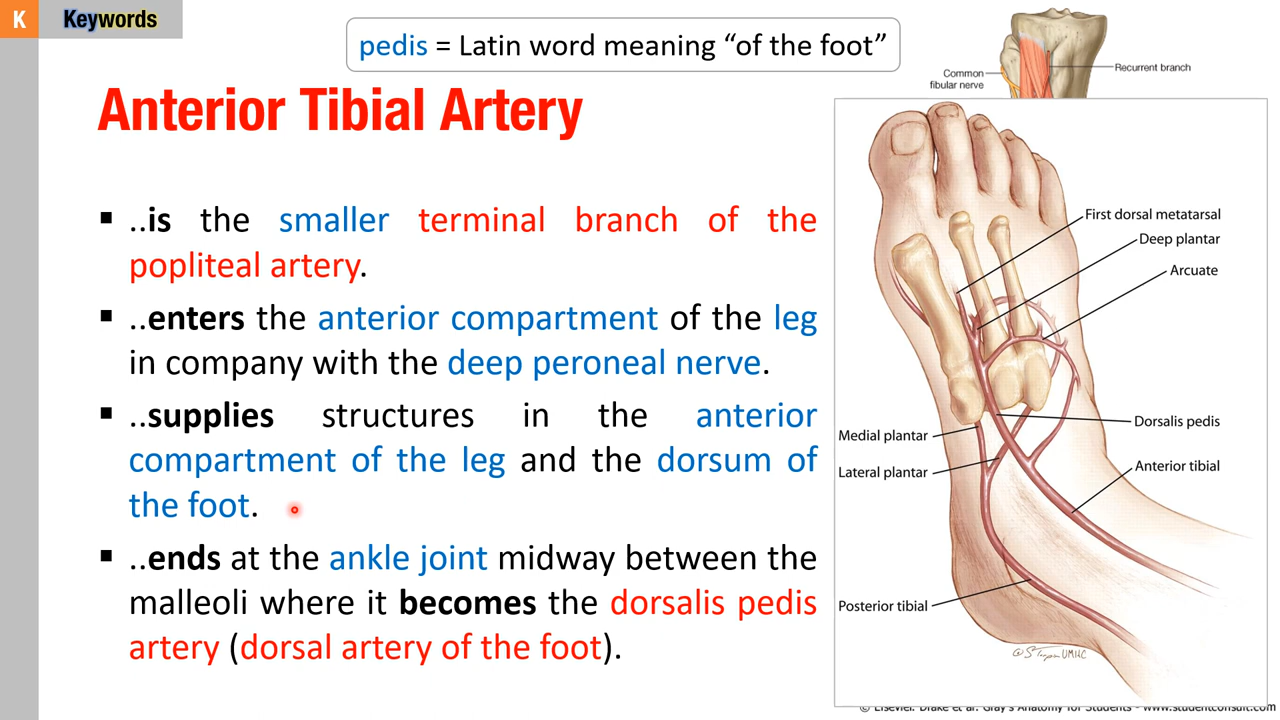 K Keywords
pedis = Latin word meaning “of the foot”
Anterior Tibial Artery
▪ ..is the smaller terminal branch of the
popliteal artery.
▪ ..enters the anterior compartment of the leg
in company with the deep peroneal nerve.
▪ ..supplies structures in the anterior
compartment of the leg and the dorsum of
the foot.
▪ ..ends at the ankle joint midway between the
malleoli where it becomes the dorsalis pedis
artery (dorsal artery of the foot).
Common
fibular nerve
Recurrent branch
First dorsal metatarsal
Deep plantar
Arcuate
Dorsalis pedis
Medial plantar
Lateral plantar
Anterior tibial
Posterior tibial
UMHC
© Elsevier. Drake et al: Gray's Anatomy for Students - www.studentconsult.com